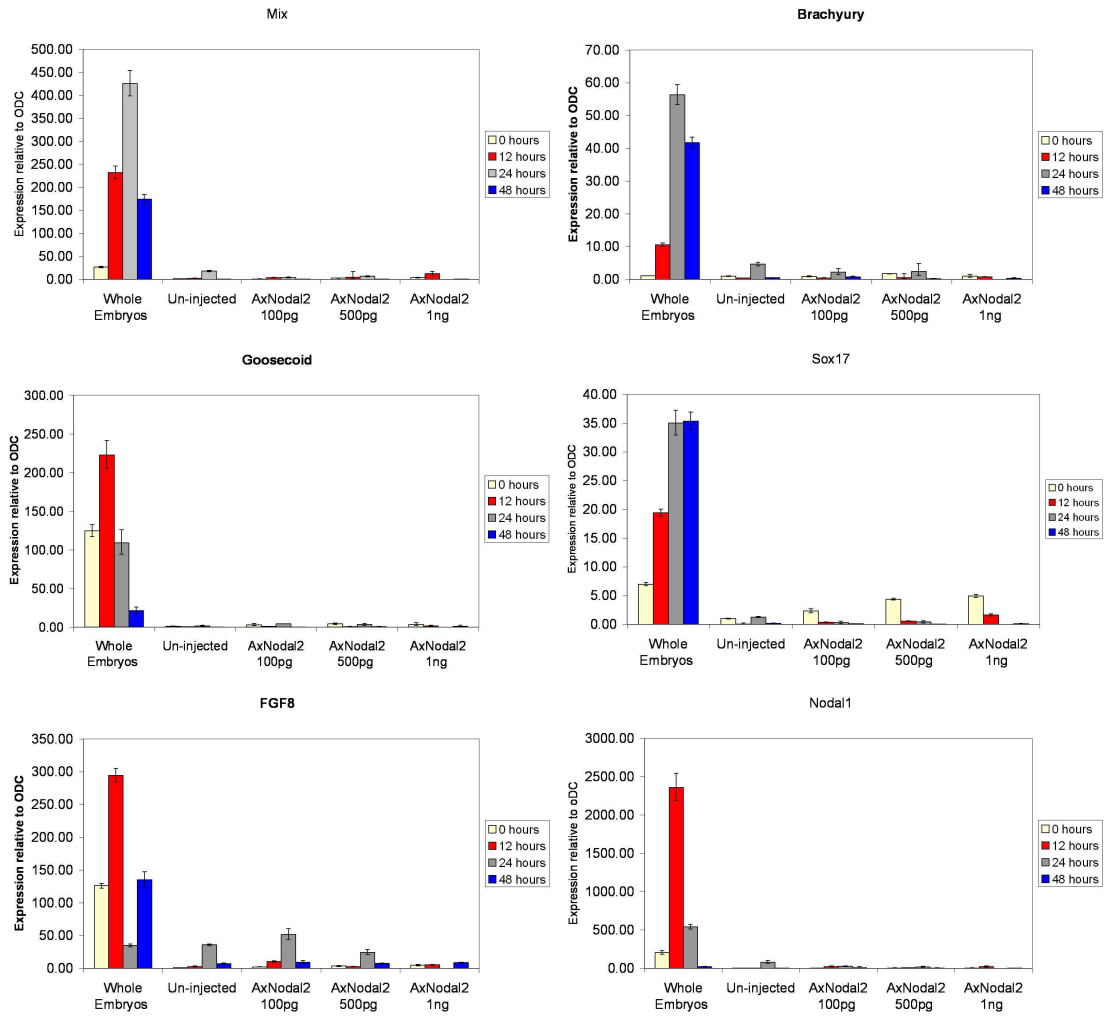 Mix
500.00
450.00
400.00
350.00
300.00
250.00
200.00
150.00
100.00
50.00
0.00
Expression relative to ODC
Whole Embryos
Un-injected
AxNodal2 100pg
AxNodal2 500pg
AxNodal2 1ng
0 hours
12 hours
24 hours
48 hours
Brachyury
70.00
60.00
50.00
40.00
30.00
20.00
10.00
0.00
Expression relative to ODC
Whole Embryos
Un-injected
AxNodal2 100pg
AxNodal2 500pg
AxNodal2 1ng
0 hours
12 hours
24 hours
48 hours
Goosecoid
300.00
250.00
200.00
150.00
100.00
50.00
0.00
Expression relative to ODC
Whole Embryos
Un-injected
AxNodal2 100pg
AxNodal2 500pg
AxNodal2 1ng
0 hours
12 hours
24 hours
48 hours
Sox17
40.00
35.00
30.00
25.00
20.00
15.00
10.00
5.00
0.00
Expression relative to ODC
Whole Embryos
Un-injected
AxNodal2 100pg
AxNodal2 500pg
AxNodal2 1ng
0 hours
12 hours
24 hours
48 hours
FGF8
350.00
300.00
250.00
200.00
150.00
100.00
50.00
0.00
Expression relative to ODC
Whole Embryos
Un-injected
AxNodal2 100pg
AxNodal2 500pg
AxNodal2 1ng
0 hours
12 hours
24 hours
48 hours
Nodal1
3000.00
2500.00
2000.00
1500.00
1000.00
500.00
0.00
Expression relative to oDC
Whole Embryos
Un-injected
AxNodal2 100pg
AxNodal2 500pg
AxNodal2 1ng
0 hours
12 hours
24 hours
48 hours